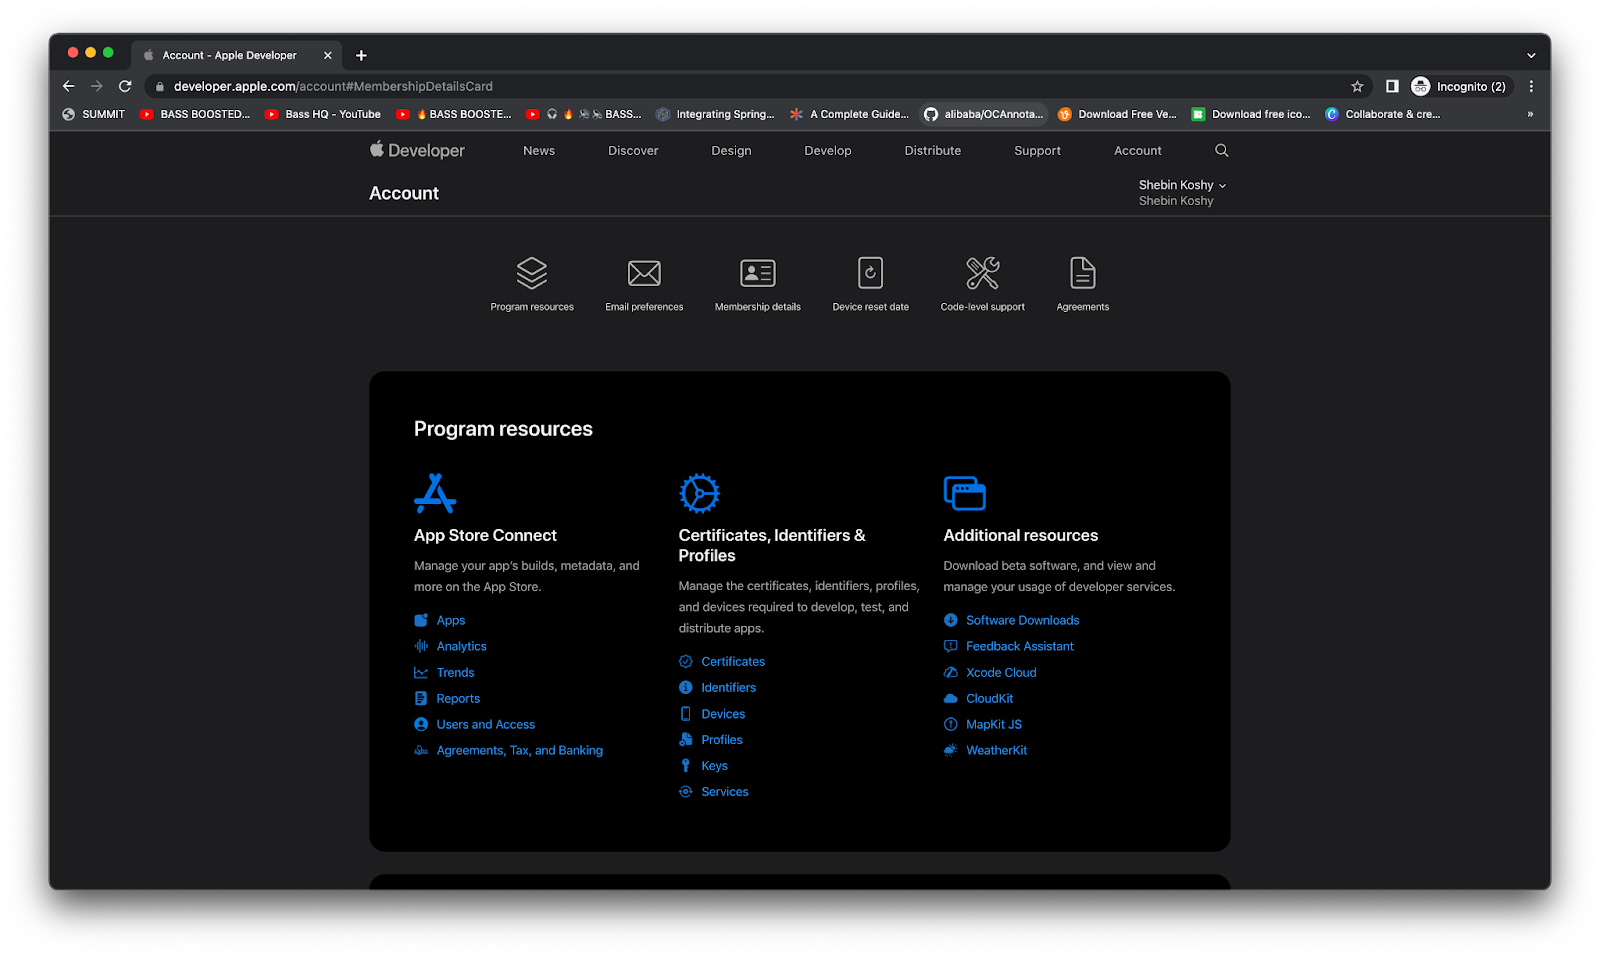 Account - Apple Developer
developer.apple.com/account#MembershipDetailsCard
Incognito (2)
SUMMIT
BASS BOOSTED...
Bass HQ - YouTube
BASS BOOSTE...
BASS...
Integrating Spring...
A Complete Guide...
alibaba/OCAnnota...
Download Free Ve...
Download free ico...
Collaborate & cre...
»
Developer
News
Discover
Design
Develop
Distribute
Support
Account
Account
Shebin Koshy
Shebin Koshy
Program resources
Email preferences
Membership details
Device reset date
Code-level support
Agreements
Program resources
App Store Connect
Manage your app's builds, metadata, and
more on the App Store.
Apps
Analytics
Trends
Reports
Users and Access
Agreements, Tax, and Banking
Certificates, Identifiers &
Profiles
Manage the certificates, identifiers, profiles,
and devices required to develop, test, and
distribute apps.
Certificates
Identifiers
Devices
Profiles
Keys
Services
Additional resources
Download beta software, and view and
manage your usage of developer services.
Software Downloads
Feedback Assistant
Xcode Cloud
CloudKit
MapKit JS
WeatherKit